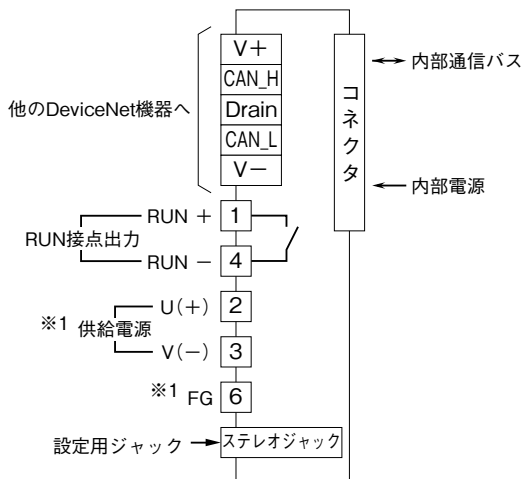 V+
CAN_H
Drain
CAN_L
V−
他のDeviceNet機器へ
コネクタ
内部通信バス
内部電源
RUN + 1
RUN接点出力
RUN − 4
U(+) 2
※1 供給電源
V(−) 3
※1 FG 6
設定用ジャック ステレオジャック